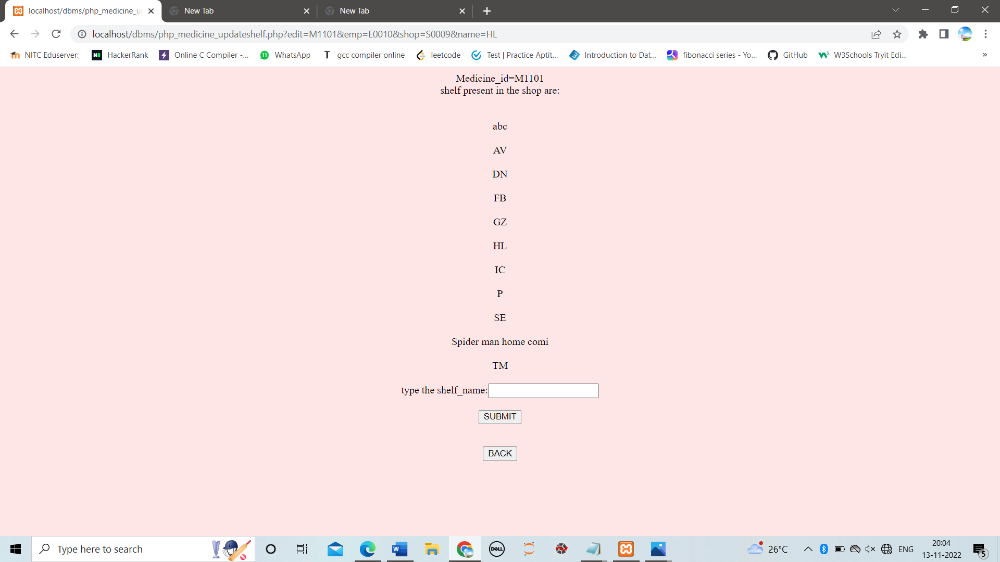 localhost/dbms/php_medicine_u
New Tab
New Tab
localhost/dbms/php_medicine_updateshelf.php?edit=M1101&emp=E0010&shop=S0009&name=HL
NITC Eduserver:
HackerRank
Online C Compiler -...
11
WhatsApp
T
gcc compiler online
leetcode
Test | Practice Aptit...
Introduction to Dat...
fibonacci series - Yo...
GitHub
W3Schools Tryit Edi...
»
Medicine_id=M1101
shelf present in the shop are:
abc
AV
DN
FB
GZ
HL
IC
P
SE
Spider man home comi
TM
type the shelf_name:
SUBMIT
BACK
Type here to search
W
DELL
26°C
ENG
20:04
13-11-2022
5